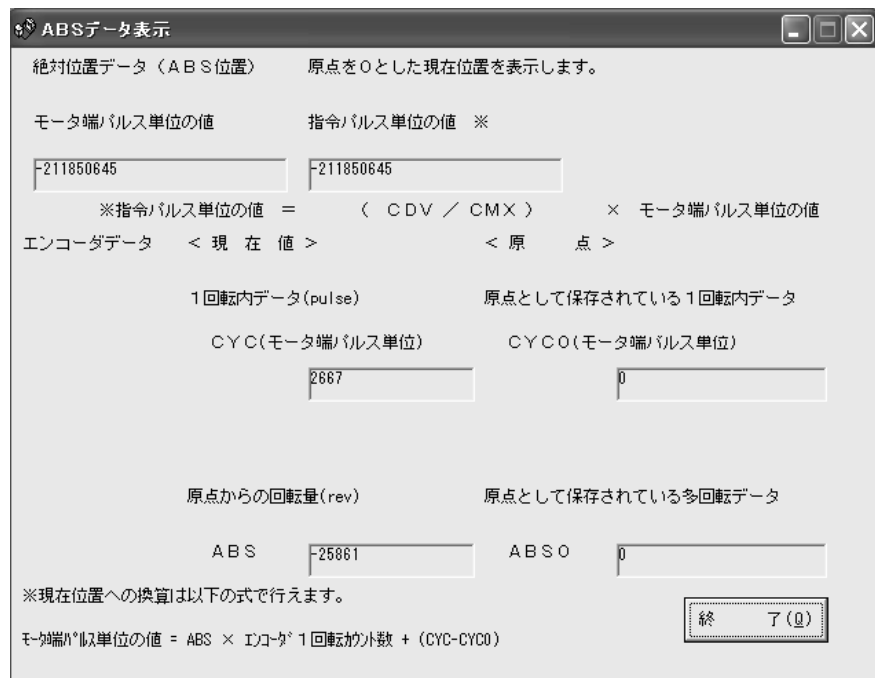 ABSデータ表示
絶対位置データ（ABS位置） 原点を0とした現在位置を表示します。
モータ端パルス単位の値 指令パルス単位の値 ※
-211850645 -211850645
※指令パルス単位の値 ＝ （ CDV ／ CMX ） × モータ端パルス単位の値
エンコーダデータ ＜現 在 値＞ ＜原 点＞
1回転内データ(pulse) 原点として保存されている1回転内データ
CYC(モータ端パルス単位) CYC0(モータ端パルス単位)
2667 0
原点からの回転量(rev) 原点として保存されている多回転データ
ABS -25861 ABS0 0
※現在位置への換算は以下の式で行えます。
終 了(Q)
ﾓｰﾀ端ﾊﾟﾙｽ単位の値 = ABS × ｴﾝｺｰﾀﾞ1回転ｶｳﾝﾄ数 + (CYC-CYC0)